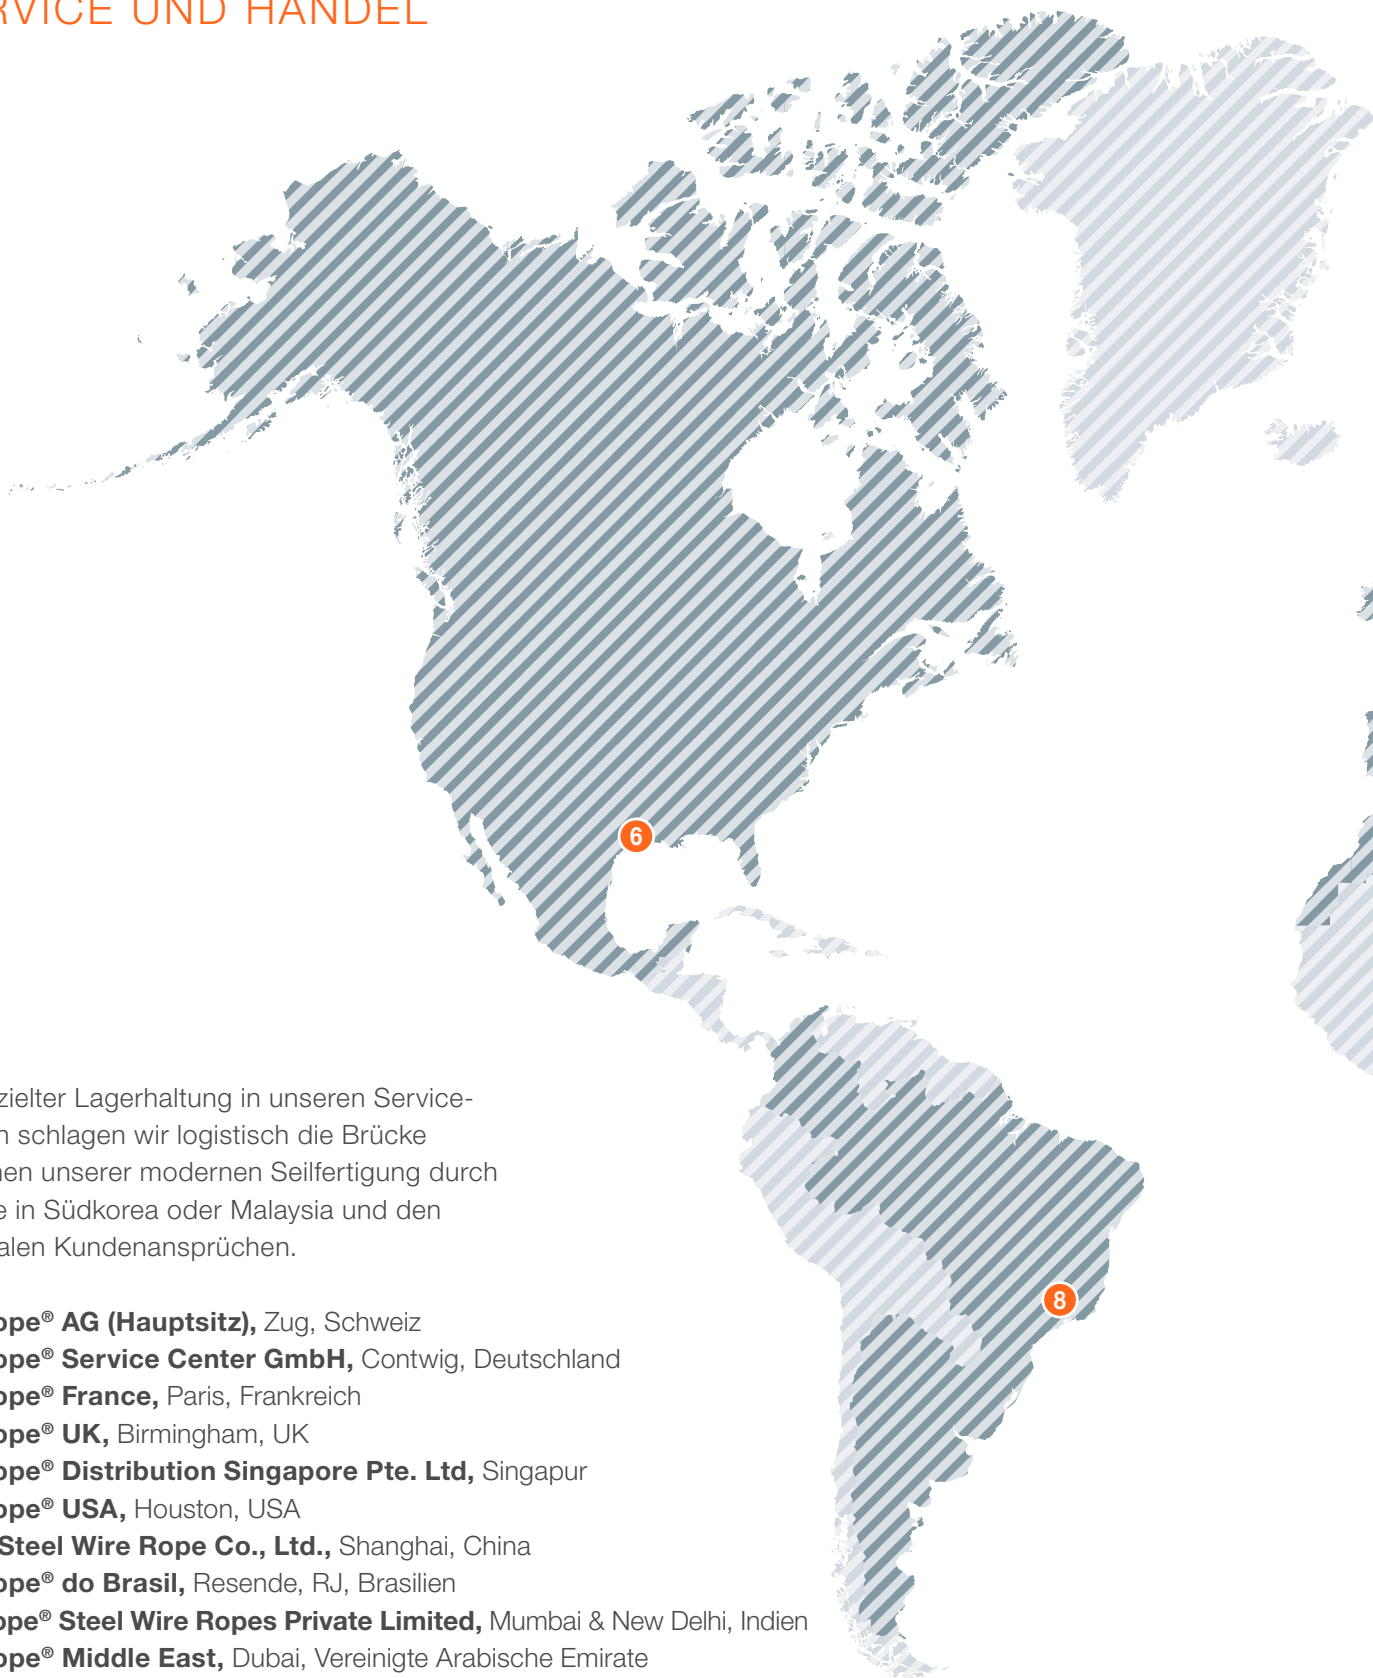 RVICE UND HANDEL
6
zielter Lagerhaltung in unseren Service-
n schlagen wir logistisch die Brücke
nen unserer modernen Seilfertigung durch
e in Südkorea oder Malaysia und den
alen Kundenansprüchen.
8
ope® AG (Hauptsitz), Zug, Schweiz
ope® Service Center GmbH, Contwig, Deutschland
ope® France, Paris, Frankreich
ope® UK, Birmingham, UK
ope® Distribution Singapore Pte. Ltd, Singapur
ope® USA, Houston, USA
Steel Wire Rope Co., Ltd., Shanghai, China
ope® do Brasil, Resende, RJ, Brasilien
ope® Steel Wire Ropes Private Limited, Mumbai & New Delhi, Indien
ope® Middle East, Dubai, Vereinigte Arabische Emirate